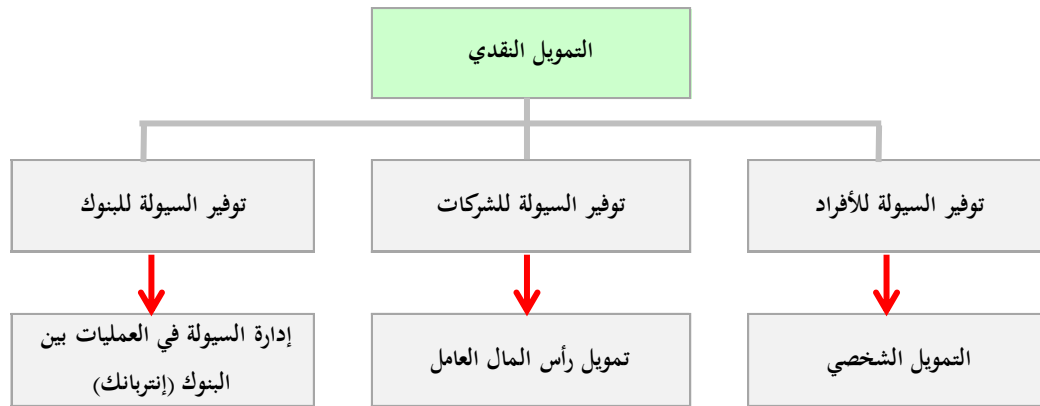 التمويل النقدي
توفير السيولة للأفراد
توفير السيولة للشركات
توفير السيولة للبنوك
التمويل الشخصي
تمويل رأس المال العامل
إدارة السيولة في العمليات بين
البنوك (إنتربانك)